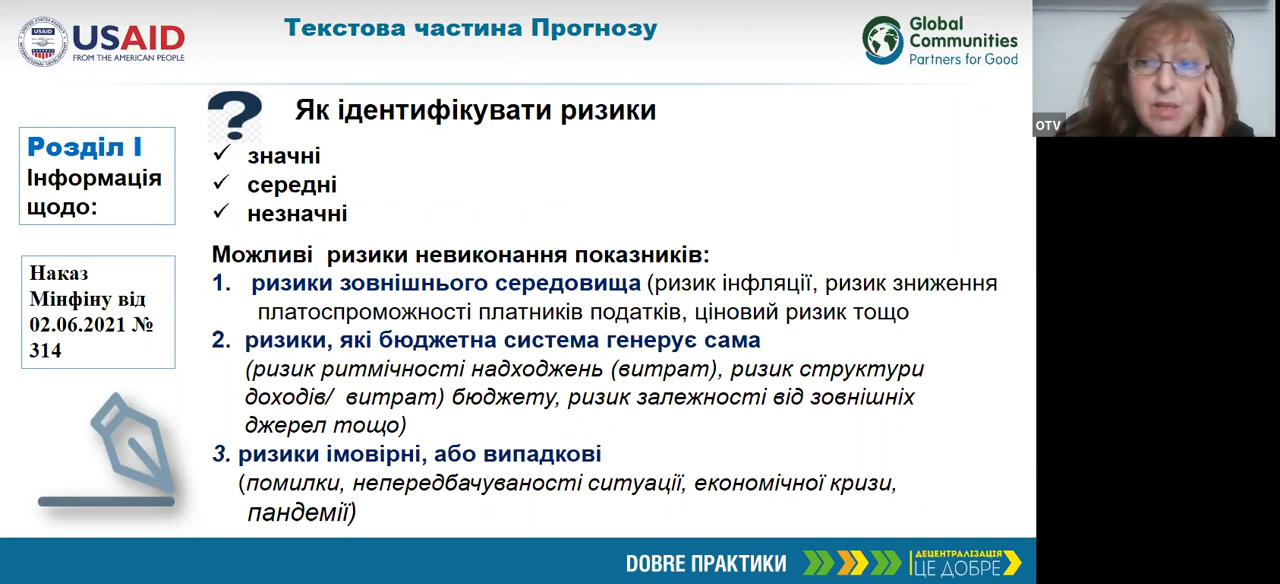 USAID
FROM THE AMERICAN PEOPLE
Текстова частина Прогнозу
Global
Communities
Partners for Good
OTV
Розділ І
Інформація
щодо:
Наказ
Мінфіну від
02.06.2021 №
314
? Як ідентифікувати ризики
✓ значні
✓ середні
✓ незначні
Можливі ризики невиконання показників:
1. ризики зовнішнього середовища (ризик інфляції, ризик зниження
платоспроможності платників податків, ціновий ризик тощо
2. ризики, які бюджетна система генерує сама
(ризик ритмічності надходжень (витрат), ризик структури
доходів/ витрат) бюджету, ризик залежності від зовнішніх
джерел тощо)
3. ризики імовірні, або випадкові
(помилки, непередбачуваності ситуації, економічної кризи,
пандемії)
DOBRE ПРАКТИКИ
ДЕЦЕНТРАЛІЗАЦІЯ
ЦЕ ДОБРЕ